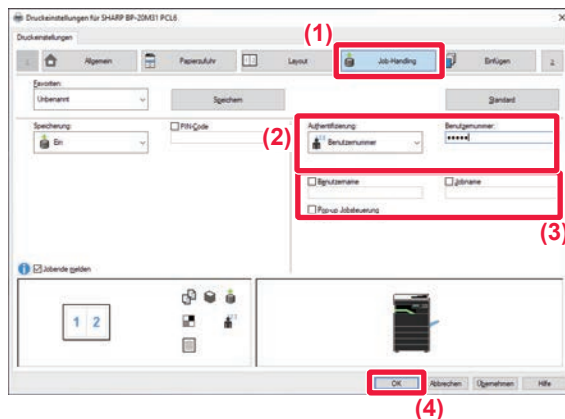 Druckeinstellungen für SHARP BP-20M31 PCL6
Druckeinstellungen
(1)
Allgemein Papierzufuhr Layout Job-Handling Einfügen
Favoriten:
Unbenannt Speichern Standard
Speicherung: PIN-Code (2) Authentifizierung: Benutzernummer:
Ein Benutzernummer •••••
Benutzername Jobname
Pop-up Jobsteuerung
(3)
Jobende melden
1 2
OK Abbrechen Übernehmen Hilfe
(4)